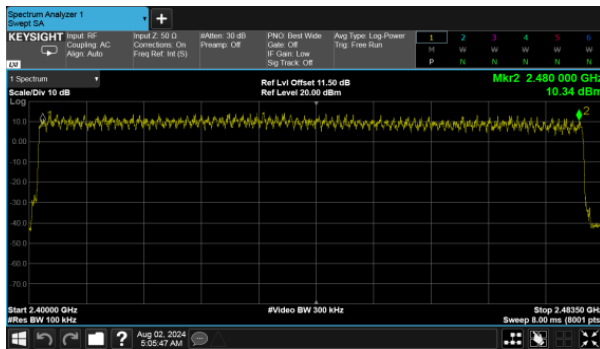 Spectrum Analyzer 1
Swept SA
+
KEYSIGHT
Input: RF
Coupling: AC
Align: Auto
Input Z: 50 Ω
Corrections: On
Freq Ref: Int (S)
#Atten: 30 dB
Preamp: Off
PNO: Best Wide
Gate: Off
IF Gain: Low
Sig Track: Off
Avg Type: Log-Power
Trig: Free Run
1 2 3 4 5 6
M W W W W W
P N N N N N
LXI
1 Spectrum
Scale/Div 10 dB
Ref Lvl Offset 11.50 dB
Ref Level 20.00 dBm
Mkr2 2.480 000 GHz
10.34 dBm
Log
1
2
10.0
0.00
-10.0
-20.0
-30.0
-40.0
-50.0
-60.0
-70.0
Start 2.40000 GHz
#Res BW 100 kHz
#Video BW 300 kHz
Stop 2.48350 GHz
Sweep 8.00 ms (8001 pts)
?
Aug 02, 2024
5:05:47 AM